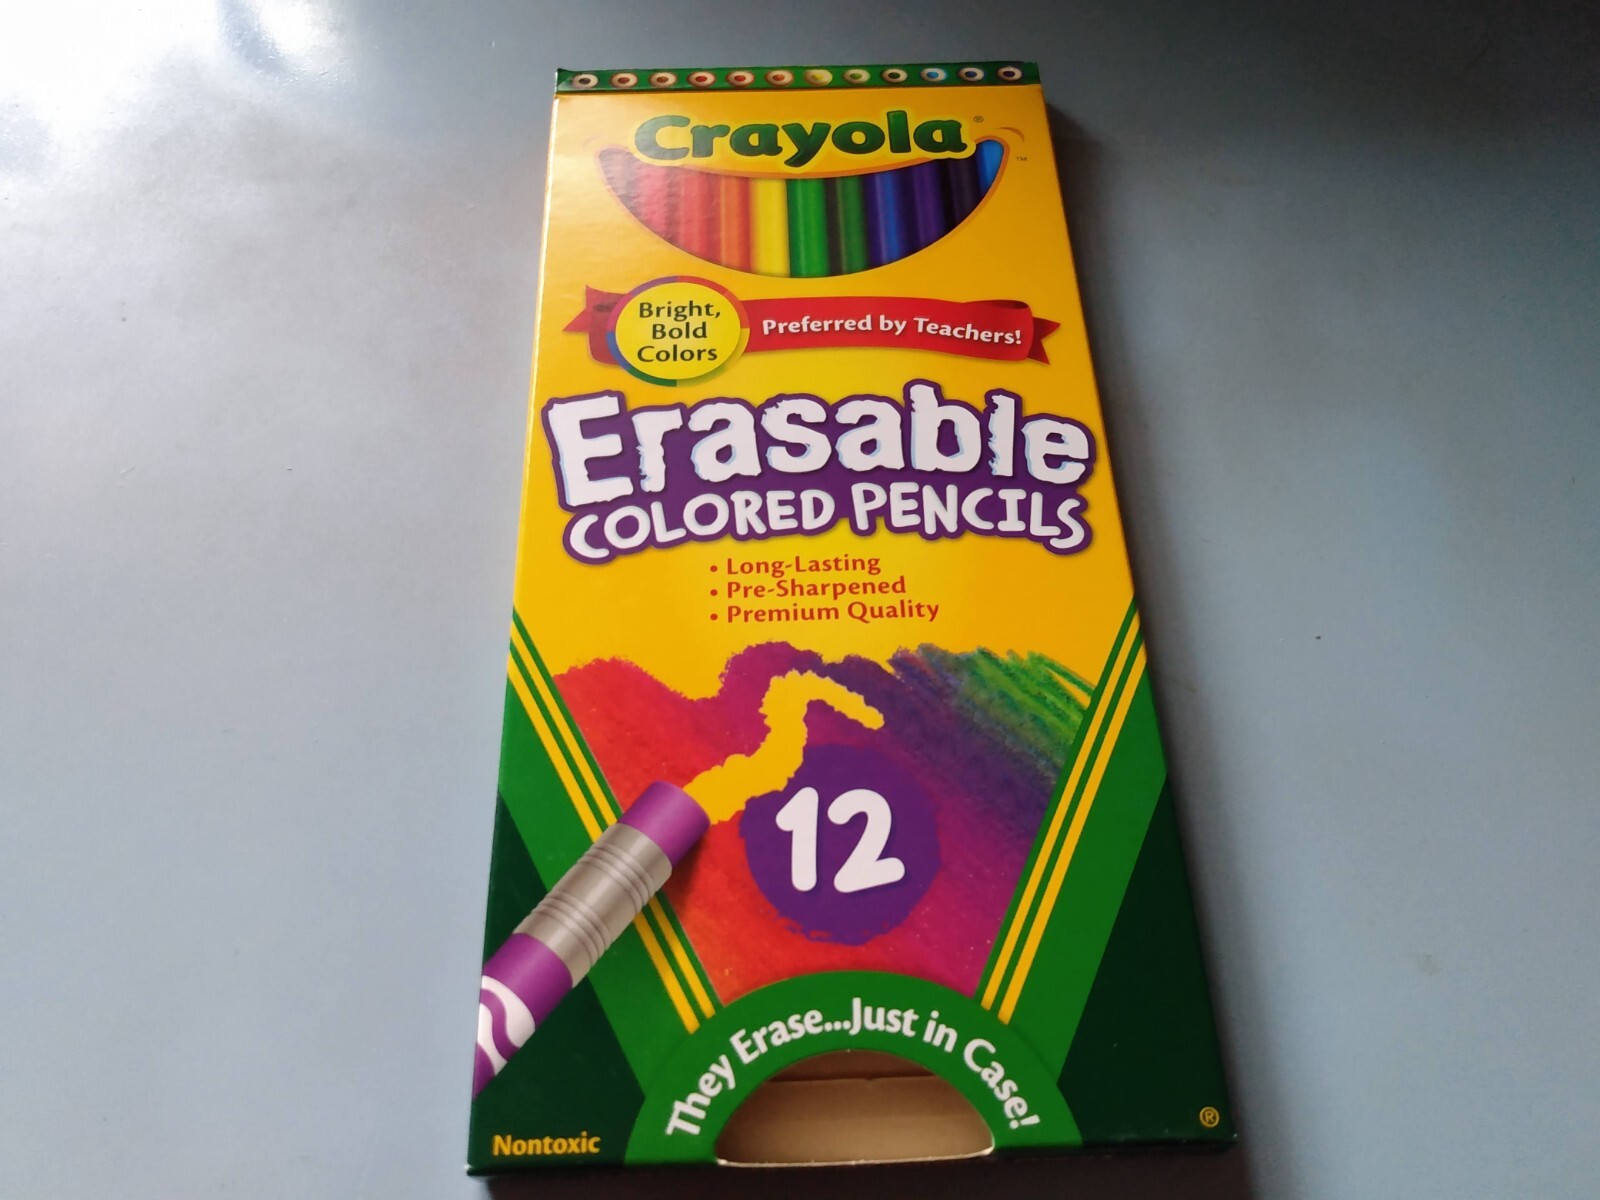 Crayola®
™
Bright,
Bold
Colors
Preferred by Teachers!
Erasable
COLORED PENCILS
• Long-Lasting
• Pre-Sharpened
• Premium Quality
12
They Erase...Just in Case!
Nontoxic
®